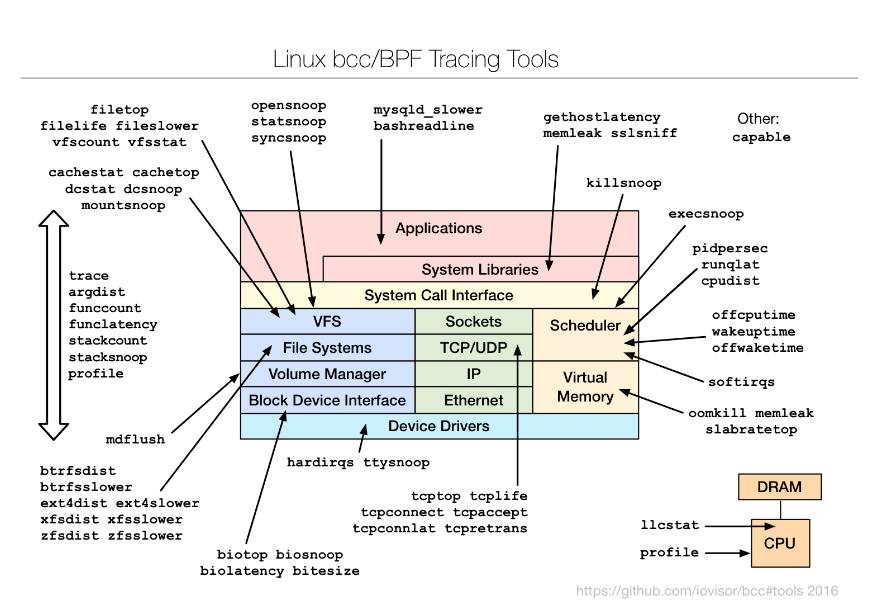 Linux bcc/BPF Tracing Tools
filetop
filelife fileslower
vfscount vfsstat
opensnoop
statsnoop
syncsnoop
mysqld_slower
bashreadline
gethostlatency
memleak sslsniff
Other:
capable
cachestat cachetop
dcstat dcsnoop
mountsnoop
killsnoop
execsnoop
pidpersec
runqlat
cpudist
trace
argdist
funccount
funclatency
stackcount
stacksnoop
profile
Applications
System Libraries
System Call Interface
VFS
Sockets
Scheduler
File Systems
TCP/UDP
Volume Manager
IP
Virtual
Memory
Block Device Interface
Ethernet
Device Drivers
offcputime
wakeuptime
offwaketime
softirqs
oomkill memleak
slabratetop
mdflush
hardirqs ttysnoop
btrfsdist
btrfsslower
ext4dist ext4slower
xfsdist xfsslower
zfsdist zfsslower
tcptop tcplife
tcpconnect tcpaccept
tcpconnlat tcpretrans
biotop biosnoop
biolatency bitesize
DRAM
llcstat
CPU
profile
https://github.com/iovisor/bcc#tools 2016